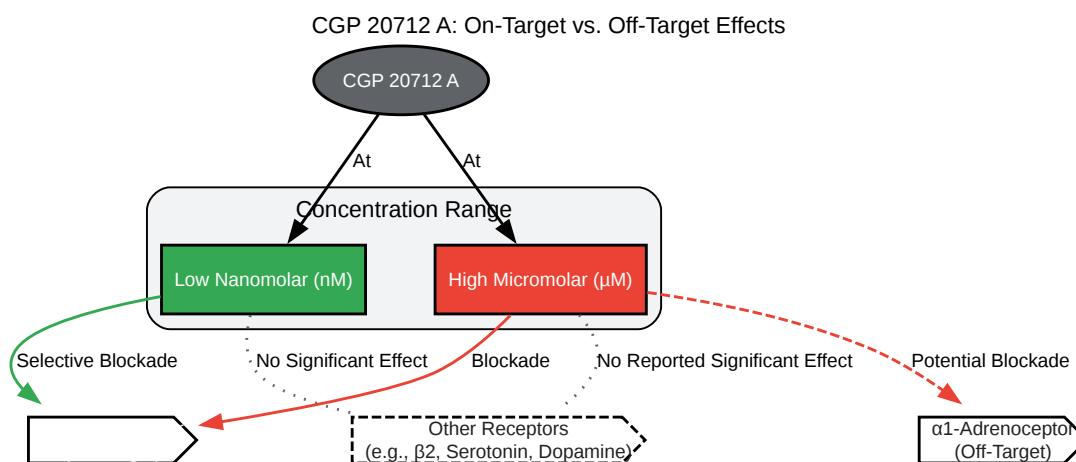 CGP 20712 A: On-Target vs. Off-Target Effects
CGP 20712 A
At
At
Concentration Range
Low Nanomolar (nM)
High Micromolar (µM)
Selective Blockade
No Significant Effect
Blockade
No Reported Significant Effect
Potential Blockade
Other Receptors
(e.g., β2, Serotonin, Dopamine)
α1-Adrenoceptor
(Off-Target)